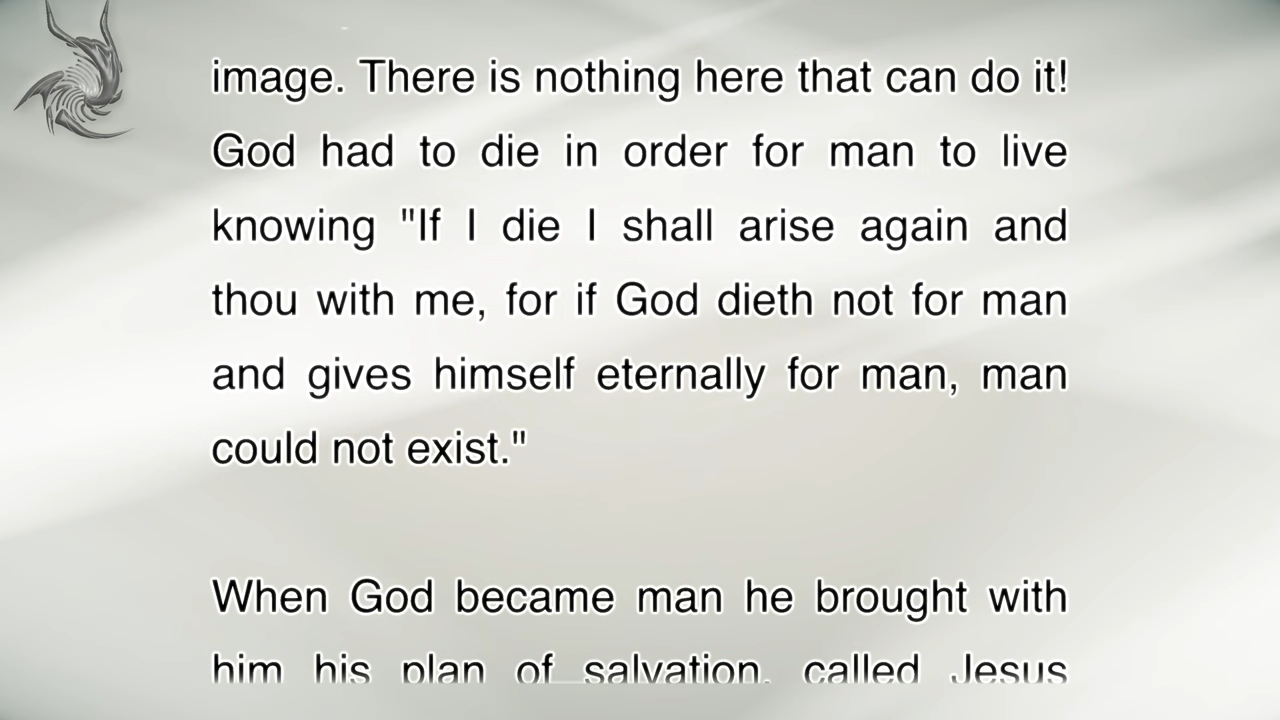 image. There is nothing here that can do it!
God had to die in order for man to live
knowing "If I die I shall arise again and
thou with me, for if God dieth not for man
and gives himself eternally for man, man
could not exist."
When God became man he brought with
him his plan of salvation, called Jesus